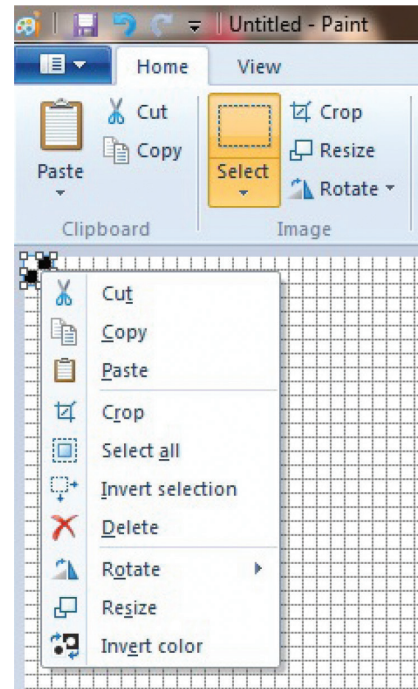 Untitled - Paint
Home View
Paste
Cut
Copy
Clipboard
Select
Crop
Resize
Rotate
Image
Cut
Copy
Paste
Crop
Select all
Invert selection
Delete
Rotate
Resize
Invert color